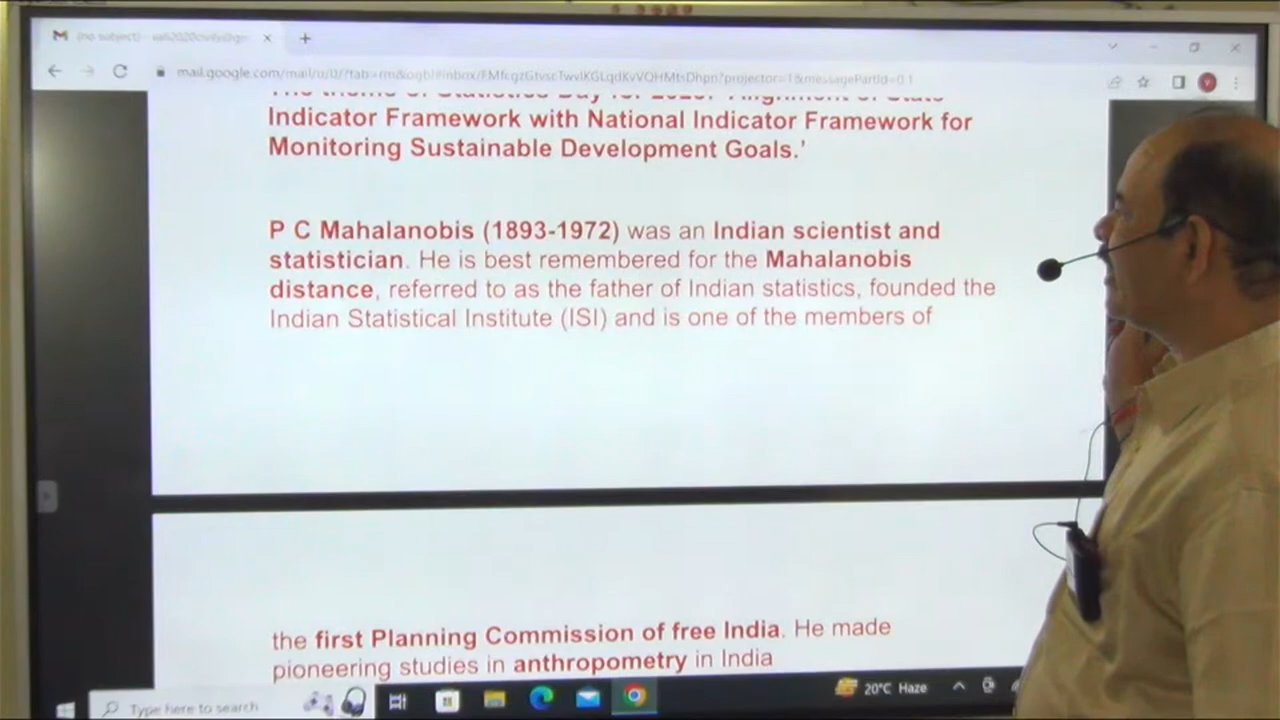 +
Indicator Framework with National Indicator Framework for
Monitoring Sustainable Development Goals.'
P C Mahalanobis (1893-1972) was an Indian scientist and
statistician. He is best remembered for the Mahalanobis
distance, referred to as the father of Indian statistics, founded the
Indian Statistical Institute (ISI) and is one of the members of
the first Planning Commission of free India. He made
pioneering studies in anthropometry in India
Type here to search
20°C Haze